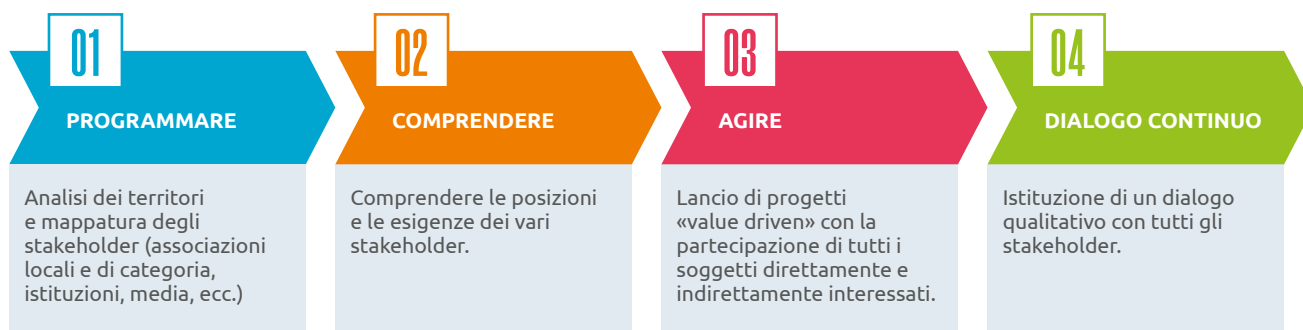 01
PROGRAMMARE
Analisi dei territori
e mappatura degli
stakeholder (associazioni
locali e di categoria,
istituzioni, media, ecc.)
02
COMPRENDERE
Comprendere le posizioni
e le esigenze dei vari
stakeholder.
03
AGIRE
Lancio di progetti
«value driven» con la
partecipazione di tutti i
soggetti direttamente e
indirettamente interessati.
04
DIALOGO CONTINUO
Istituzione di un dialogo
qualitativo con tutti gli
stakeholder.